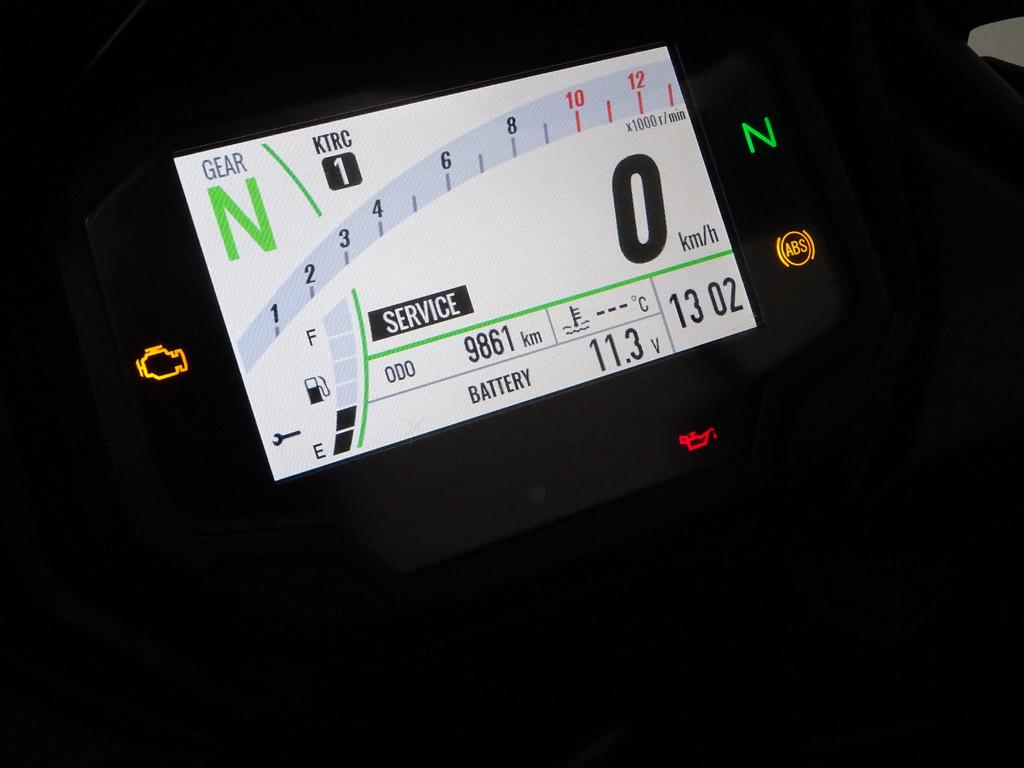 GEAR
N
KTRC
1
1 2 3 4 6 8 10 12
x1000 r/min
0
km/h
N
ABS
F
E
SERVICE
ODO 9861 km
--- °C
BATTERY 11.3 V
13 02